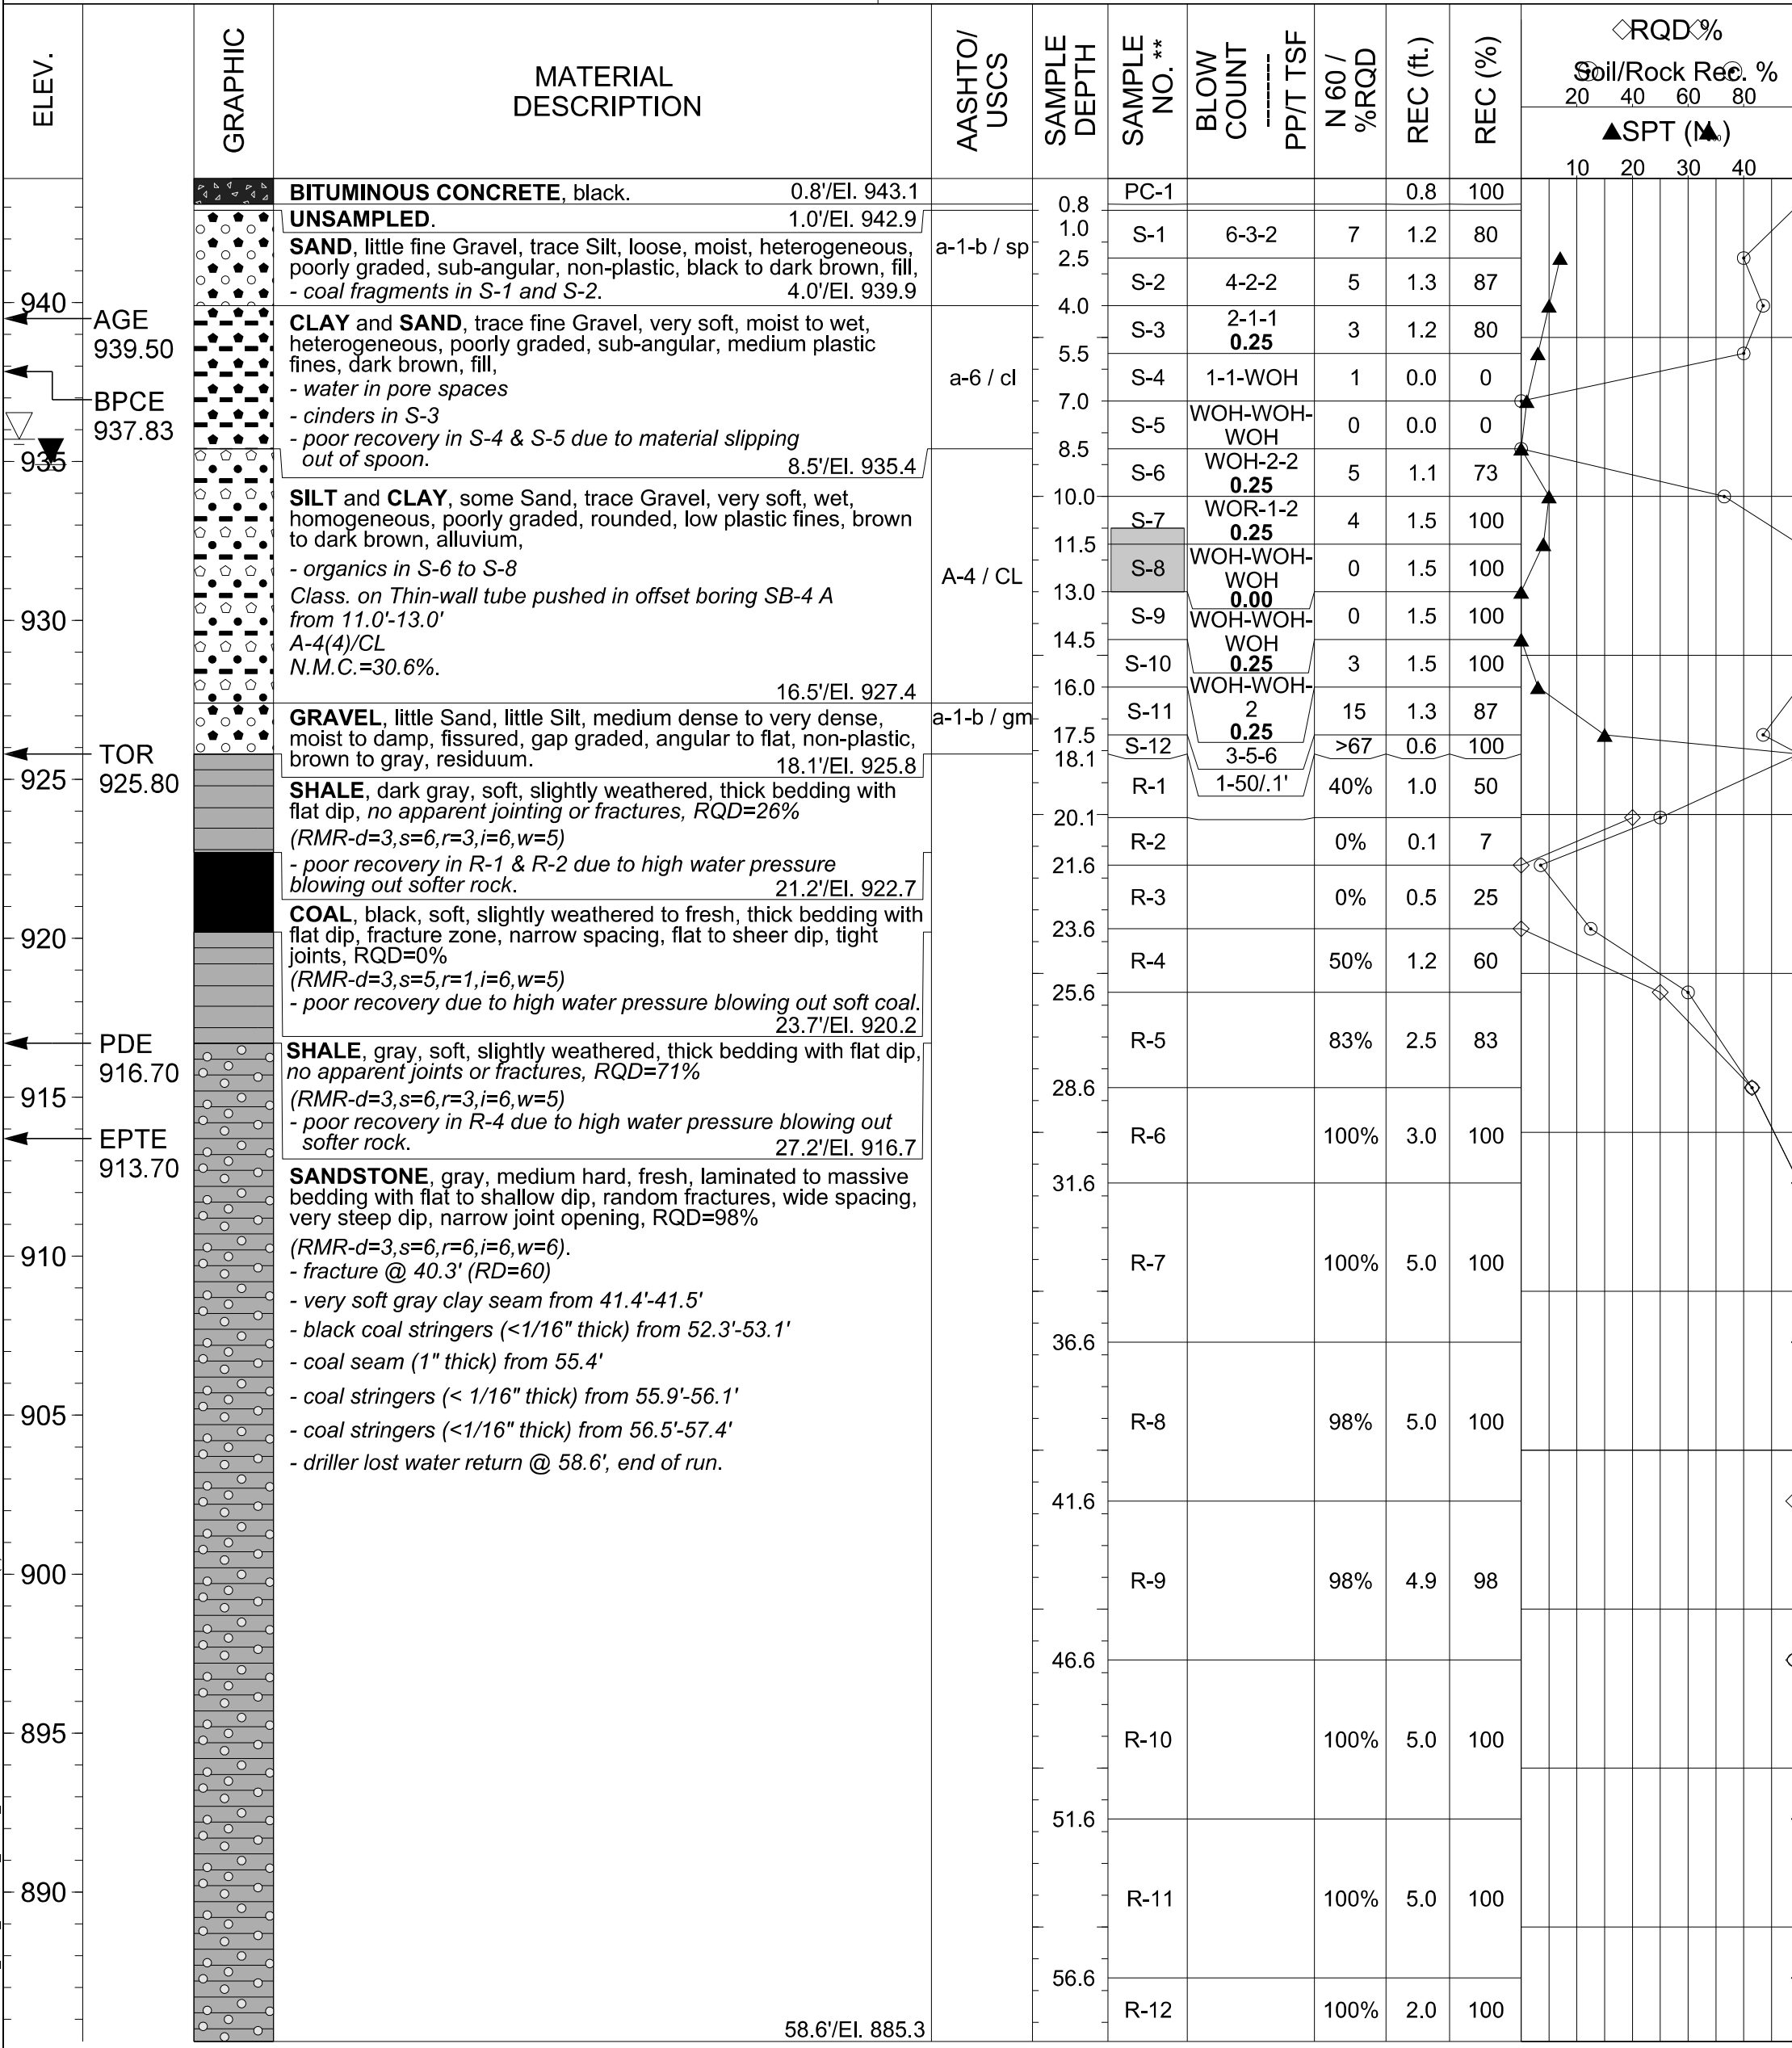 ELEV.
GRAPHIC
MATERIAL
DESCRIPTION
AASHTO/
USCS
SAMPLE
DEPTH
SAMPLE
NO. **
BLOW
COUNT
--------
PP/T TSF
N 60 /
%RQD
REC (ft.)
REC (%)
RQD %
Soil/Rock Rec. %
20 40 60 80
SPT (N₆₀)
10 20 30 40
940
935
930
925
920
915
910
905
900
895
890
AGE
939.50
BPCE
937.83
TOR
925.80
PDE
916.70
EPTE
913.70
BITUMINOUS CONCRETE, black. 0.8'/El. 943.1
UNSAMPLED. 1.0'/El. 942.9
SAND, little fine Gravel, trace Silt, loose, moist, heterogeneous,
poorly graded, sub-angular, non-plastic, black to dark brown, fill,
- coal fragments in S-1 and S-2. 4.0'/El. 939.9
CLAY and SAND, trace fine Gravel, very soft, moist to wet,
heterogeneous, poorly graded, sub-angular, medium plastic
fines, dark brown, fill,
- water in pore spaces
- cinders in S-3
- poor recovery in S-4 & S-5 due to material slipping
out of spoon. 8.5'/El. 935.4
SILT and CLAY, some Sand, trace Gravel, very soft, wet,
homogeneous, poorly graded, rounded, low plastic fines, brown
to dark brown, alluvium,
- organics in S-6 to S-8
Class. on Thin-wall tube pushed in offset boring SB-4 A
from 11.0'-13.0'
A-4(4)/CL
N.M.C.=30.6%.
16.5'/El. 927.4
GRAVEL, little Sand, little Silt, medium dense to very dense,
moist to damp, fissured, gap graded, angular to flat, non-plastic,
brown to gray, residuum. 18.1'/El. 925.8
SHALE, dark gray, soft, slightly weathered, thick bedding with
flat dip, no apparent jointing or fractures, RQD=26%
(RMR-d=3,s=6,r=3,i=6,w=5)
- poor recovery in R-1 & R-2 due to high water pressure
blowing out softer rock. 21.2'/El. 922.7
COAL, black, soft, slightly weathered to fresh, thick bedding with
flat dip, fracture zone, narrow spacing, flat to sheer dip, tight
joints, RQD=0%
(RMR-d=3,s=5,r=1,i=6,w=5)
- poor recovery due to high water pressure blowing out soft coal.
23.7'/El. 920.2
SHALE, gray, soft, slightly weathered, thick bedding with flat dip,
no apparent joints or fractures, RQD=71%
(RMR-d=3,s=6,r=3,i=6,w=5)
- poor recovery in R-4 due to high water pressure blowing out
softer rock. 27.2'/El. 916.7
SANDSTONE, gray, medium hard, fresh, laminated to massive
bedding with flat to shallow dip, random fractures, wide spacing,
very steep dip, narrow joint opening, RQD=98%
(RMR-d=3,s=6,r=6,i=6,w=6).
- fracture @ 40.3' (RD=60)
- very soft gray clay seam from 41.4'-41.5'
- black coal stringers (<1/16" thick) from 52.3'-53.1'
- coal seam (1" thick) from 55.4'
- coal stringers (< 1/16" thick) from 55.9'-56.1'
- coal stringers (<1/16" thick) from 56.5'-57.4'
- driller lost water return @ 58.6', end of run.
58.6'/El. 885.3
a-1-b / sp
a-6 / cl
A-4 / CL
a-1-b / gm
PC-1 0.8 100
0.8
1.0
S-1 6-3-2 7 1.2 80
2.5
S-2 4-2-2 5 1.3 87
4.0
S-3 2-1-1 0.25 3 1.2 80
5.5
S-4 1-1-WOH 1 0.0 0
7.0
S-5 WOH-WOH-WOH 0 0.0 0
8.5
S-6 WOH-2-2 0.25 5 1.1 73
10.0
S-7 WOR-1-2 0.25 4 1.5 100
11.5
S-8 WOH-WOH-WOH 0.00 0 1.5 100
13.0
S-9 WOH-WOH-WOH 0.25 0 1.5 100
14.5
S-10 WOH-WOH-2 0.25 3 1.5 100
16.0
S-11 3-5-6 15 1.3 87
17.5
S-12 1-50/.1' >67 0.6 100
18.1
R-1 40% 1.0 50
20.1
R-2 0% 0.1 7
21.6
R-3 0% 0.5 25
23.6
R-4 50% 1.2 60
25.6
R-5 83% 2.5 83
28.6
R-6 100% 3.0 100
31.6
R-7 100% 5.0 100
36.6
R-8 98% 5.0 100
41.6
R-9 98% 4.9 98
46.6
R-10 100% 5.0 100
51.6
R-11 100% 5.0 100
56.6
R-12 100% 2.0 100